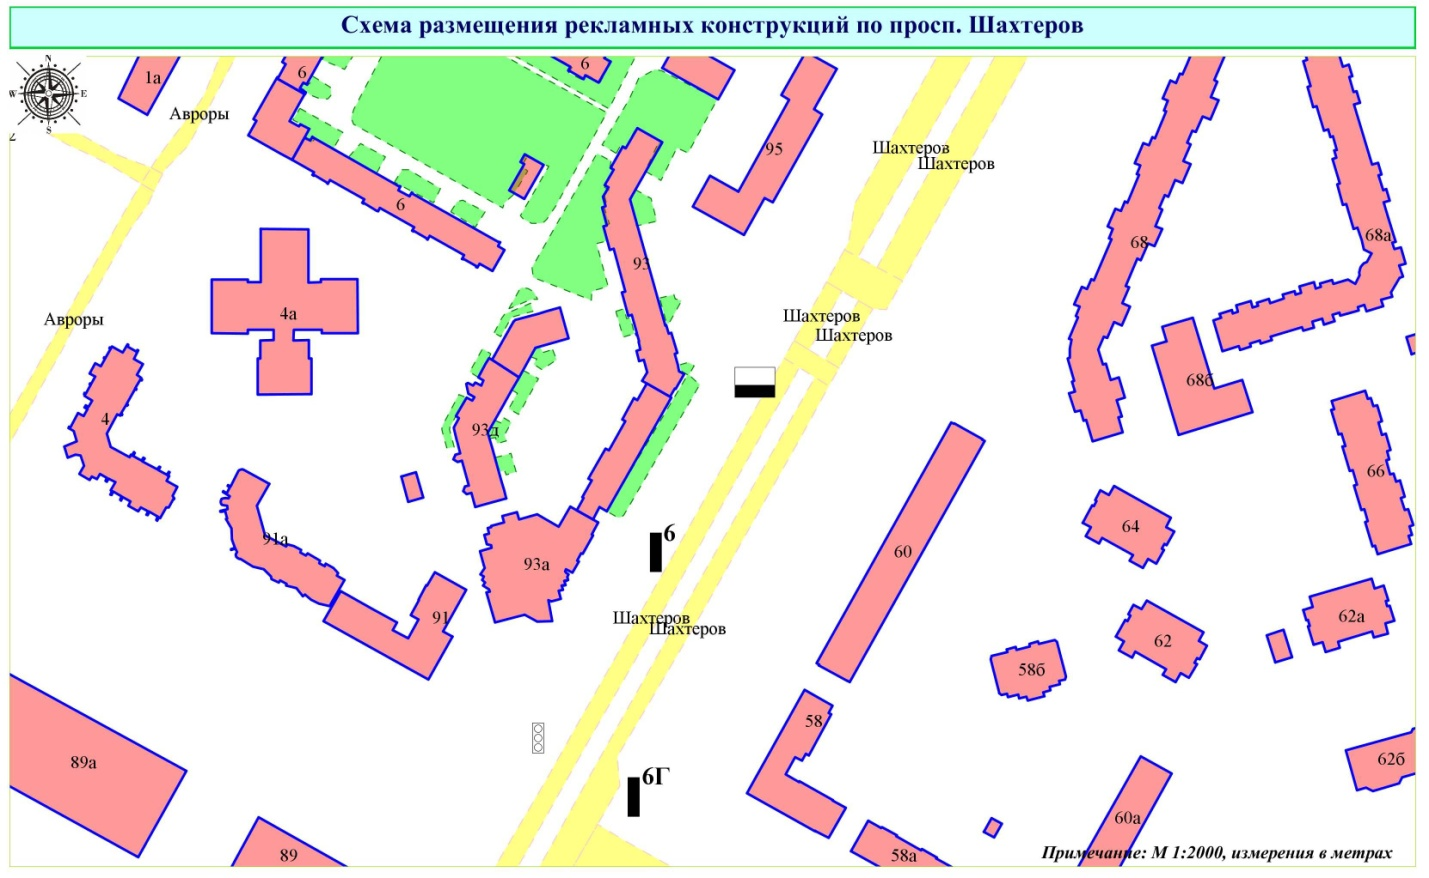 Схема размещения рекламных конструкций по просп. Шахтеров
N
W
E
S
1а
6
6
Авроры
95
Шахтеров
Шахтеров
6
68
68а
93
4а
Авроры
Шахтеров
Шахтеров
68б
4
93д
66
64
91а
6
60
93а
91
Шахтеров
Шахтеров
62а
62
58б
58
89а
62б
6Г
60а
89
58а
Примечание: М 1:2000, измерения в метрах